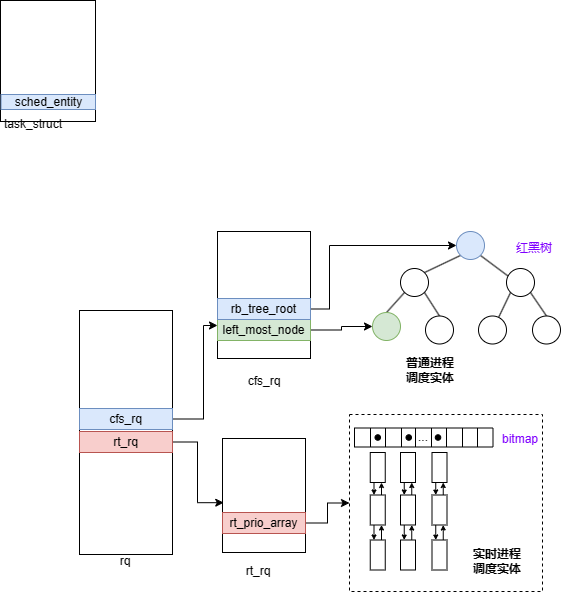 sched_entity
task_struct
红黑树
rb_tree_root
left_most_node
普通进程
调度实体
cfs_rq
cfs_rq
rt_rq
bitmap
...
rt_prio_array
实时进程
调度实体
rq
rt_rq